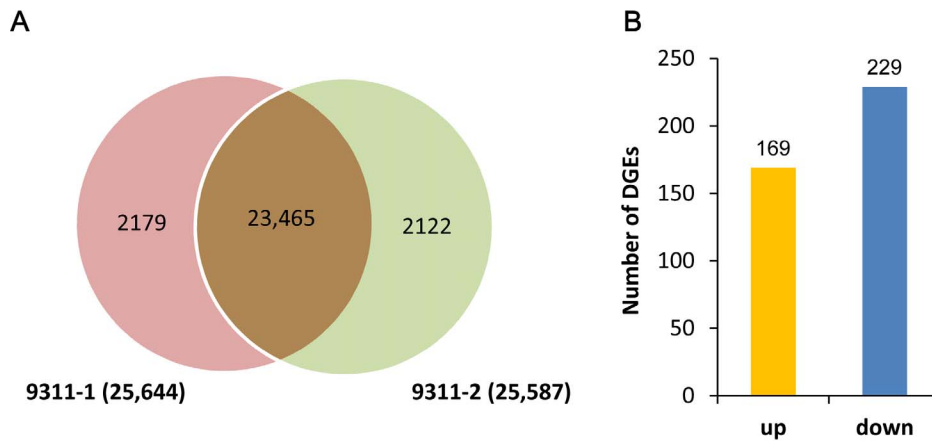 A
2179
23,465
2122
9311-1 (25,644)
9311-2 (25,587)
B
Number of DGEs
250
200
150
100
50
0
169
229
up
down